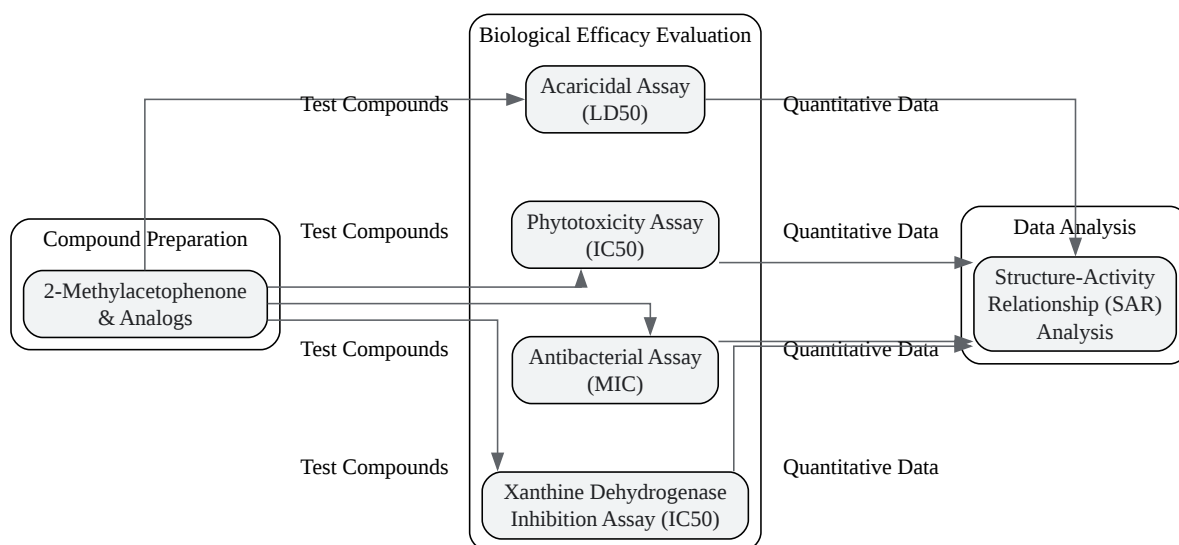 Biological Efficacy Evaluation
Acaricidal Assay
(LD50)
Test Compounds
Quantitative Data
Phytotoxicity Assay
(IC50)
Test Compounds
Quantitative Data
Compound Preparation
Data Analysis
2-Methylacetophenone
& Analogs
Structure-Activity
Relationship (SAR)
Analysis
Test Compounds
Antibacterial Assay
(MIC)
Quantitative Data
Test Compounds
Xanthine Dehydrogenase
Inhibition Assay (IC50)
Quantitative Data